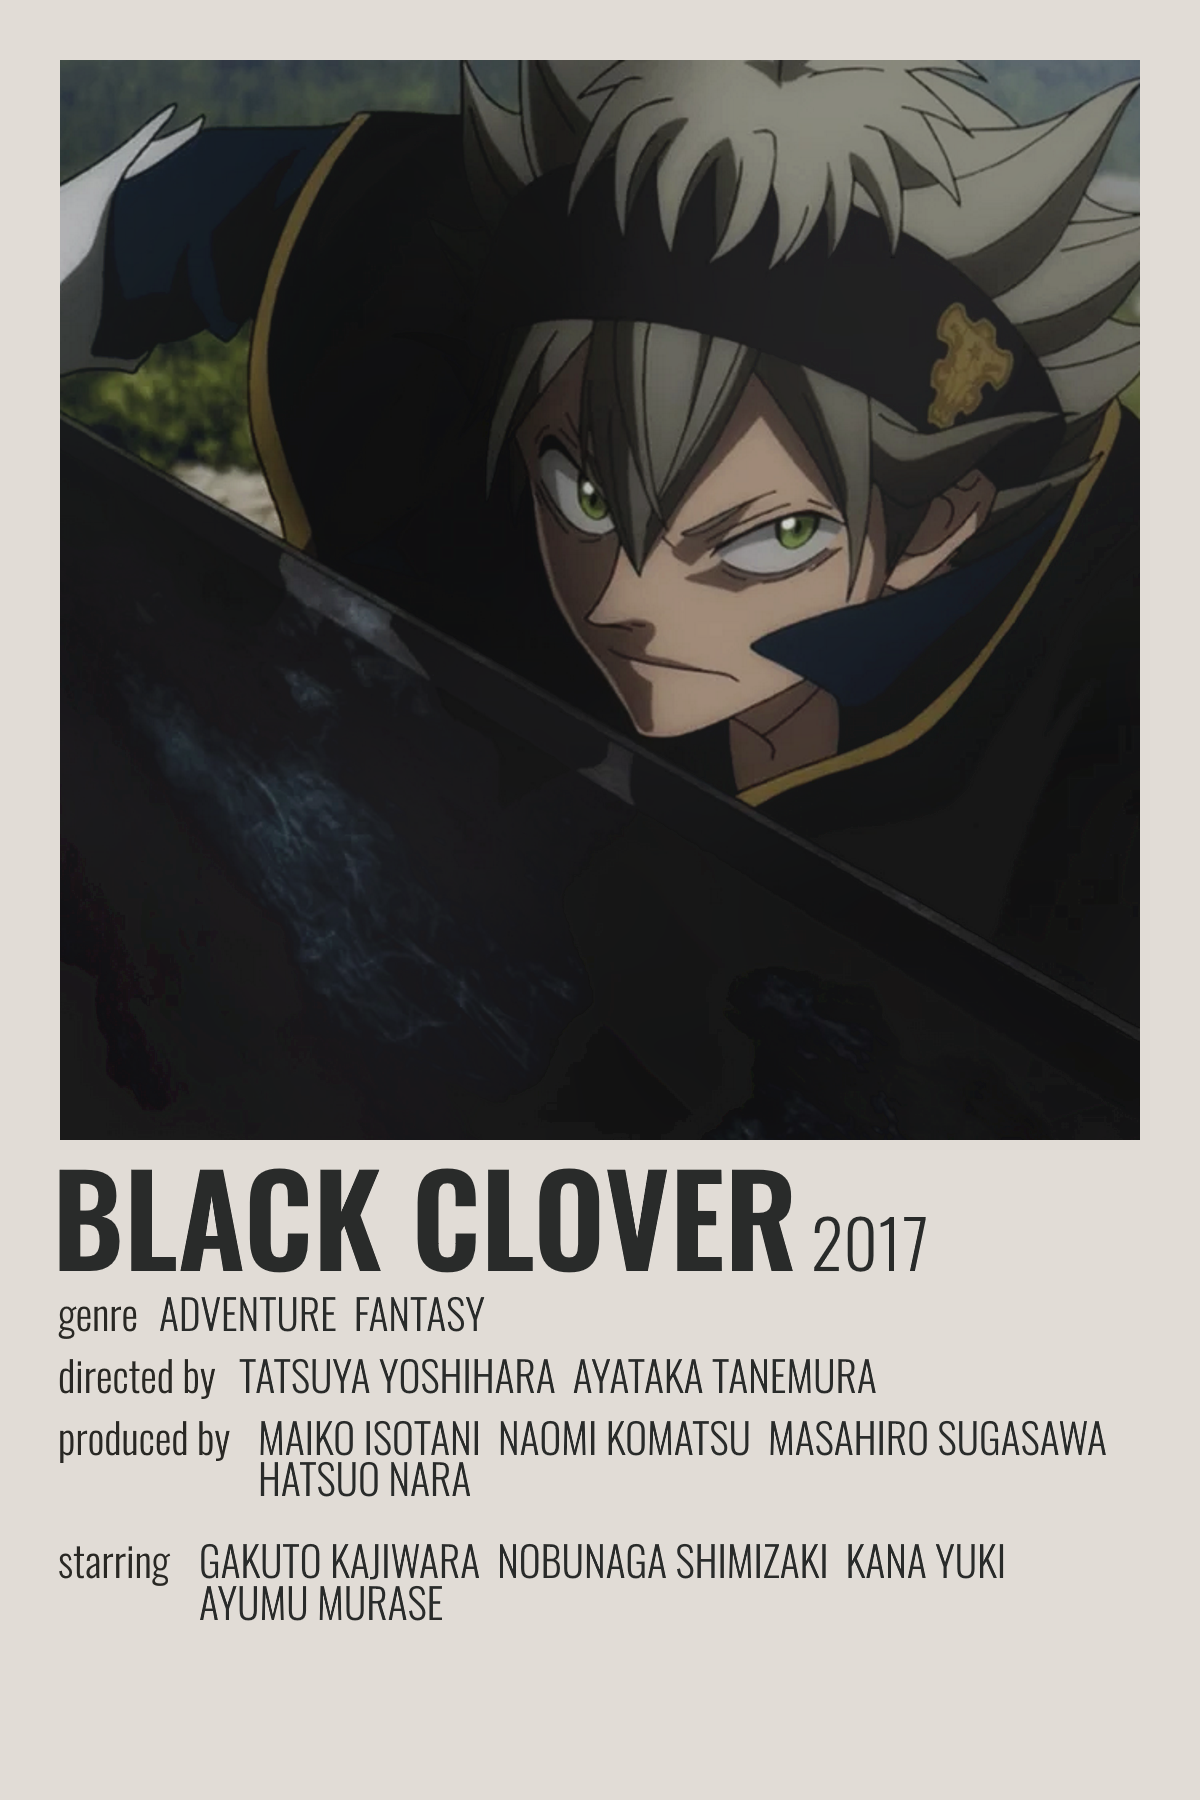 BLACK CLOVER 2017
genre ADVENTURE FANTASY
directed by TATSUYA YOSHIHARA AYATAKA TANEMURA
produced by MAIKO ISOTANI NAOMI KOMATSU MASAHIRO SUGASAWA
HATSUO NARA
starring GAKUTO KAJIWARA NOBUNAGA SHIMIZAKI KANA YUKI
AYUMU MURASE